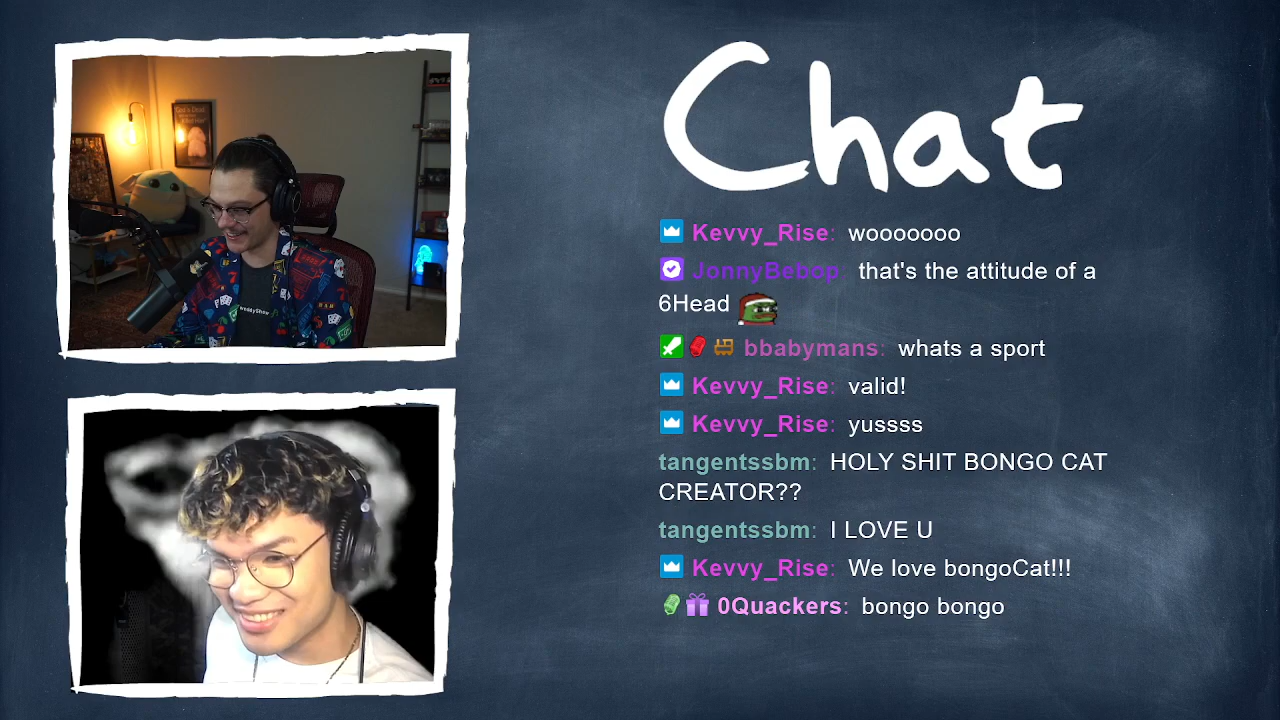 Chat
Kevvy_Rise: wooooooo
JonnyBebop: that's the attitude of a
6Head
bbabymans: whats a sport
Kevvy_Rise: valid!
Kevvy_Rise: yussss
tangentssbm: HOLY SHIT BONGO CAT
CREATOR??
tangentssbm: I LOVE U
Kevvy_Rise: We love bongoCat!!!
0Quackers: bongo bongo